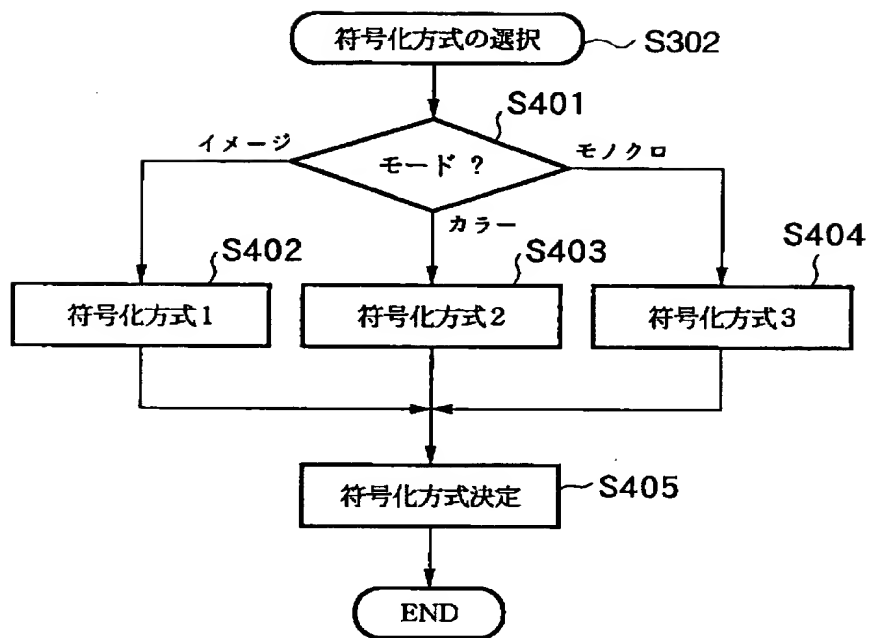 符号化方式の選択
S302
S401
イメージ
モード ?
モノクロ
カラー
S402
S403
S404
符号化方式1
符号化方式2
符号化方式3
符号化方式決定
S405
END